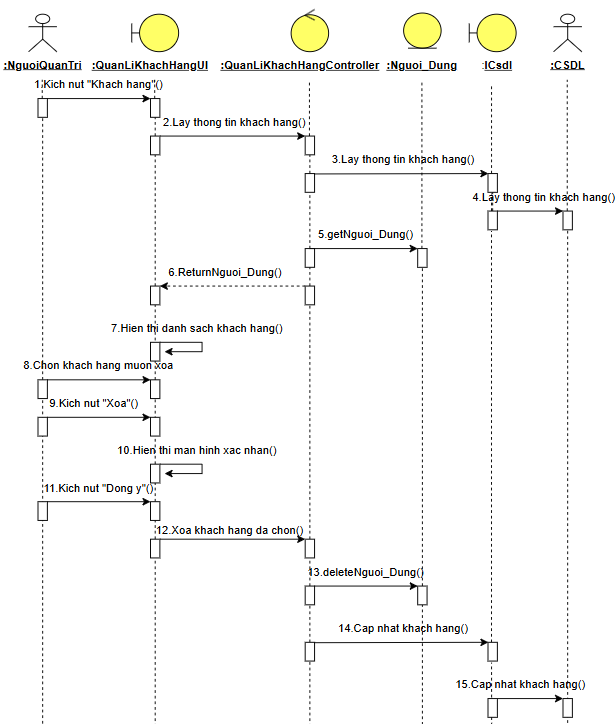 :NguoiQuanTri :QuanLiKhachHangUI :QuanLiKhachHangController :Nguoi_Dung :ICsdl :CSDL
1.Kich nut "Khach hang"()
2.Lay thong tin khach hang()
3.Lay thong tin khach hang()
4.Lay thong tin khach hang()
5.getNguoi_Dung()
6.ReturnNguoi_Dung()
7.Hien thi danh sach khach hang()
8.Chon khach hang muon xoa
9.Kich nut "Xoa"()
10.Hien thi man hinh xac nhan()
11.Kich nut "Dong y"()
12.Xoa khach hang da chon()
13.deleteNguoi_Dung()
14.Cap nhat khach hang()
15.Cap nhat khach hang()